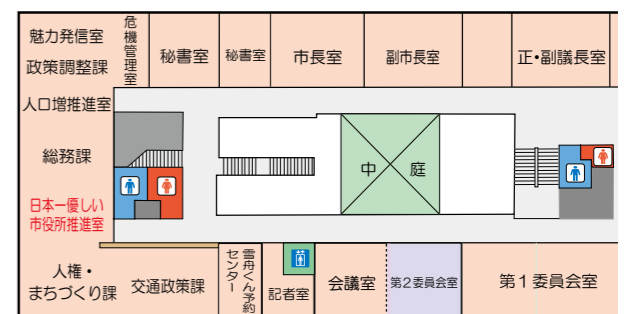 魅力発信室
政策調整課
危機管理室
秘書室
秘書室
市長室
副市長室
正・副議長室
人口増推進室
総務課
日本一優しい
市役所推進室
中庭
人権・
まちづくり課
交通政策課
雪舟くん予約
センター
記者室
会議室
第2委員会室
第1委員会室